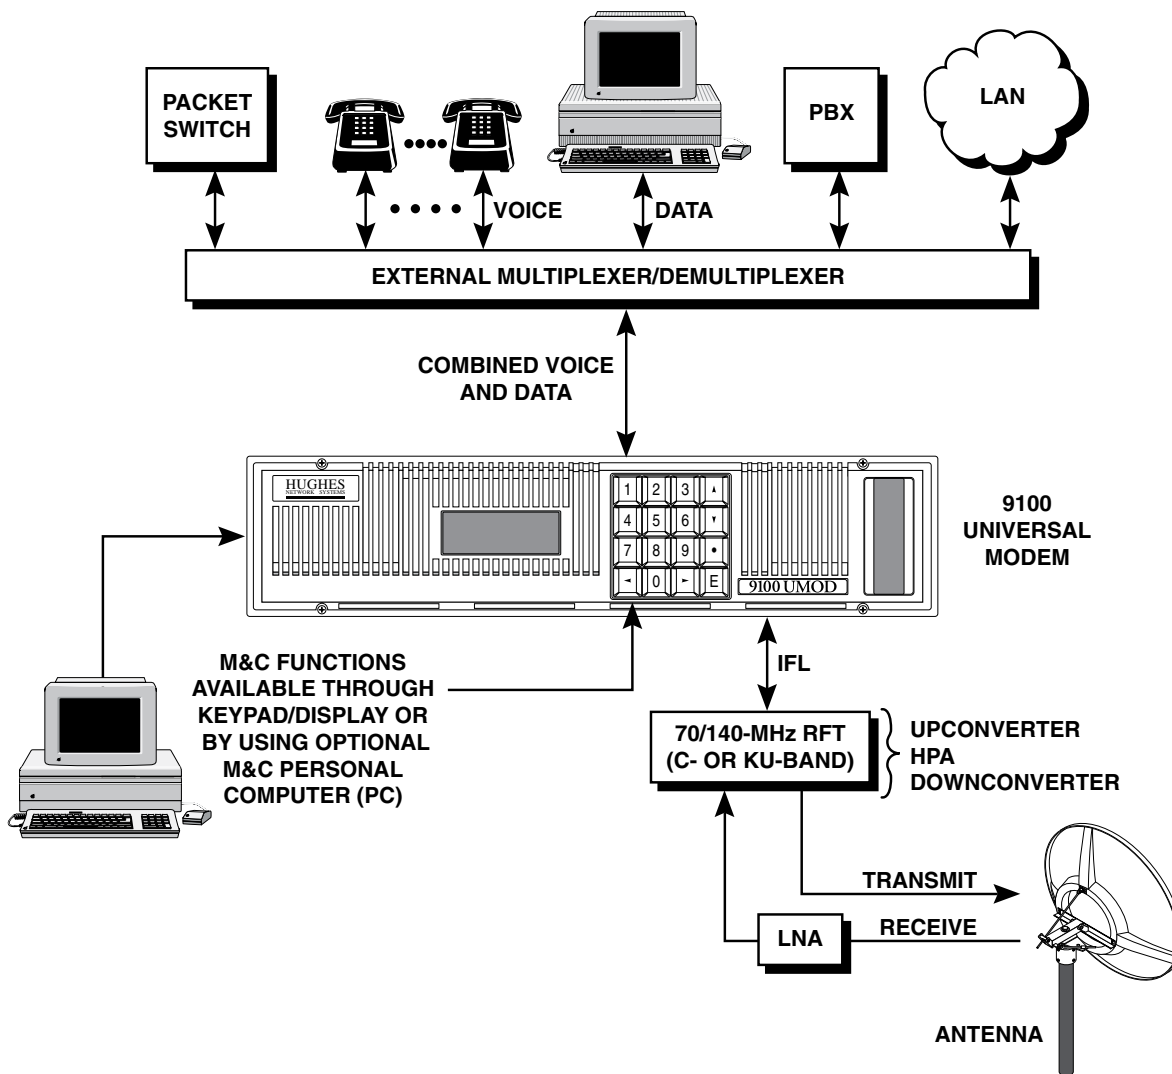 PACKET
SWITCH
PBX
LAN
VOICE
DATA
EXTERNAL MULTIPLEXER/DEMULTIPLEXER
COMBINED VOICE
AND DATA
HUGHES
NETWORK SYSTEMS
1 2 3
4 5 6
7 8 9
0 E
9100 UMOD
9100
UNIVERSAL
MODEM
M&C FUNCTIONS
AVAILABLE THROUGH
KEYPAD/DISPLAY OR
BY USING OPTIONAL
M&C PERSONAL
COMPUTER (PC)
IFL
70/140-MHz RFT
(C- OR KU-BAND)
UPCONVERTER
HPA
DOWNCONVERTER
TRANSMIT
LNA
RECEIVE
ANTENNA